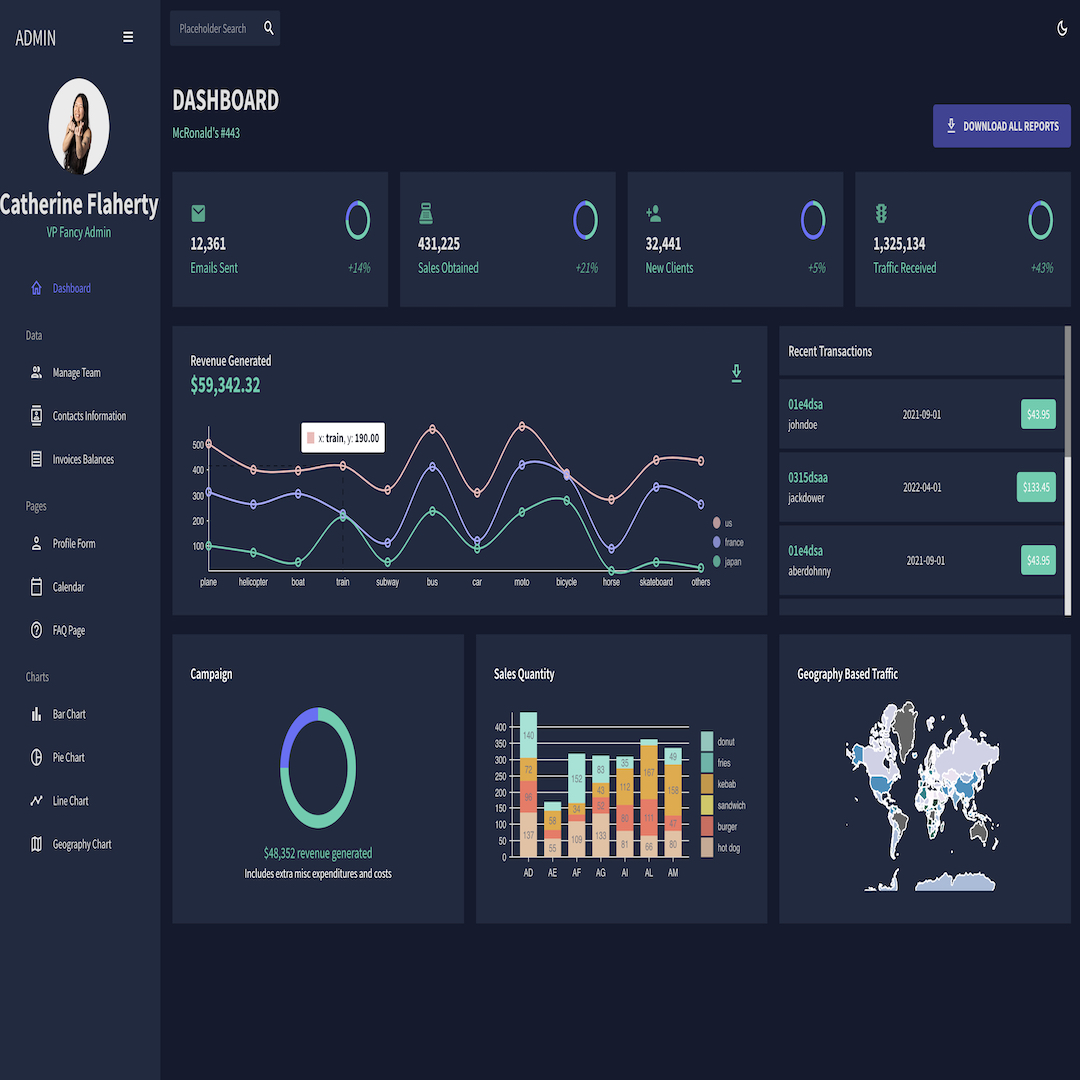 ADMIN
Placeholder Search
Catherine Flaherty
VP Fancy Admin
Dashboard
Data
Manage Team
Contacts Information
Invoices Balances
Pages
Profile Form
Calendar
FAQ Page
Charts
Bar Chart
Pie Chart
Line Chart
Geography Chart
DASHBOARD
McRonald's #443
DOWNLOAD ALL REPORTS
12,361
Emails Sent
+14%
431,225
Sales Obtained
+21%
32,441
New Clients
+5%
1,325,134
Traffic Received
+43%
Revenue Generated
$59,342.32
x: train, y: 190.00
500
400
300
200
100
plane helicopter boat train subway bus car moto bicycle horse skateboard others
us
france
japan
Recent Transactions
01e4dsa
johndoe
2021-09-01
$43.95
0315dsaa
jackdower
2022-04-01
$133.45
01e4dsa
aberdohnny
2021-09-01
$43.95
Campaign
$48,352 revenue generated
Includes extra misc expenditures and costs
Sales Quantity
400
350
300
250
200
150
100
50
0
140
72
96
137
58
55
152
34
109
83
43
58
133
35
112
60
81
167
111
66
49
158
47
80
AD AE AF AG AI AL AM
donut
fries
kebab
sandwich
burger
hot dog
Geography Based Traffic